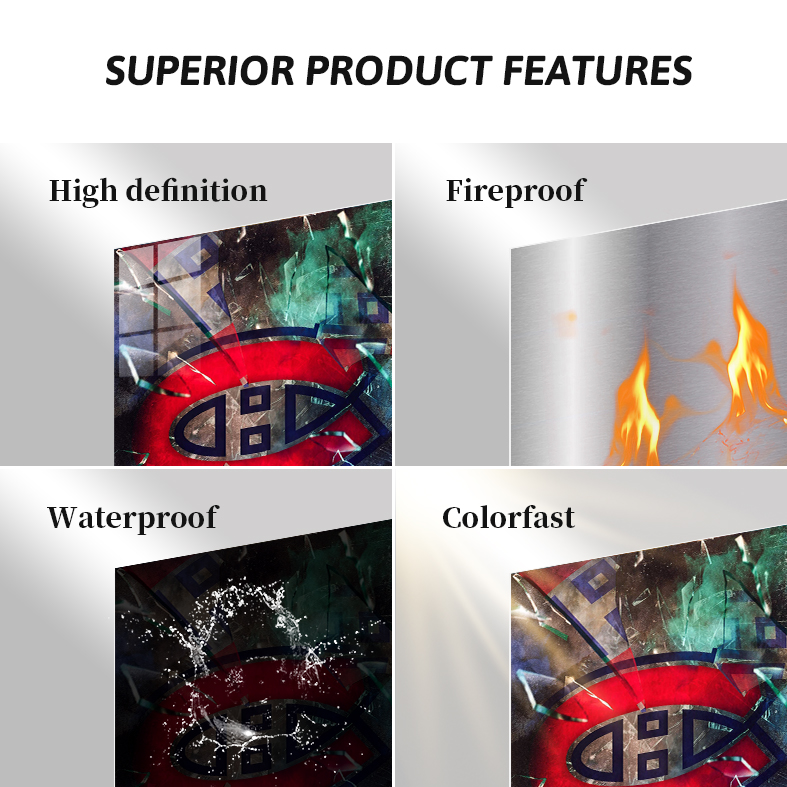 SUPERIOR PRODUCT FEATURES
High definition
Fireproof
Waterproof
Colorfast